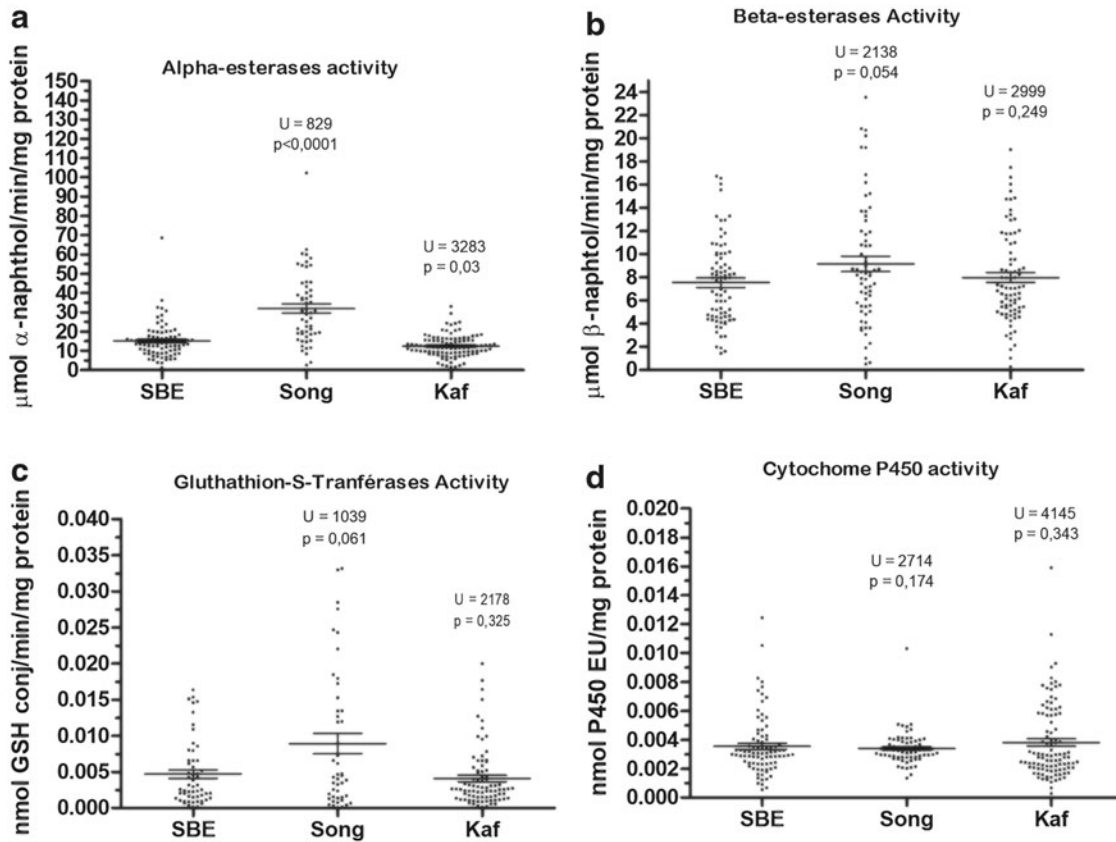 a
Alpha-esterases activity
μmol α-naphthol/min/mg protein
150
140
130
120
110
100
90
80
70
60
50
40
30
20
10
0
U = 829
p<0,0001
U = 3283
p = 0,03
SBE Song Kaf
b
Beta-esterases Activity
μmol β-naphtol/min/mg protein
24
22
20
18
16
14
12
10
8
6
4
2
0
U = 2138
p = 0,054
U = 2999
p = 0,249
SBE Song Kaf
c
Gluthathion-S-Tranférases Activity
nmol GSH conj/min/mg protein
0.040
0.035
0.030
0.025
0.020
0.015
0.010
0.005
0.000
U = 1039
p = 0,061
U = 2178
p = 0,325
SBE Song Kaf
d
Cytochome P450 activity
nmol P450 EU/mg protein
0.020
0.018
0.016
0.014
0.012
0.010
0.008
0.006
0.004
0.002
0.000
U = 2714
p = 0,174
U = 4145
p = 0,343
SBE Song Kaf